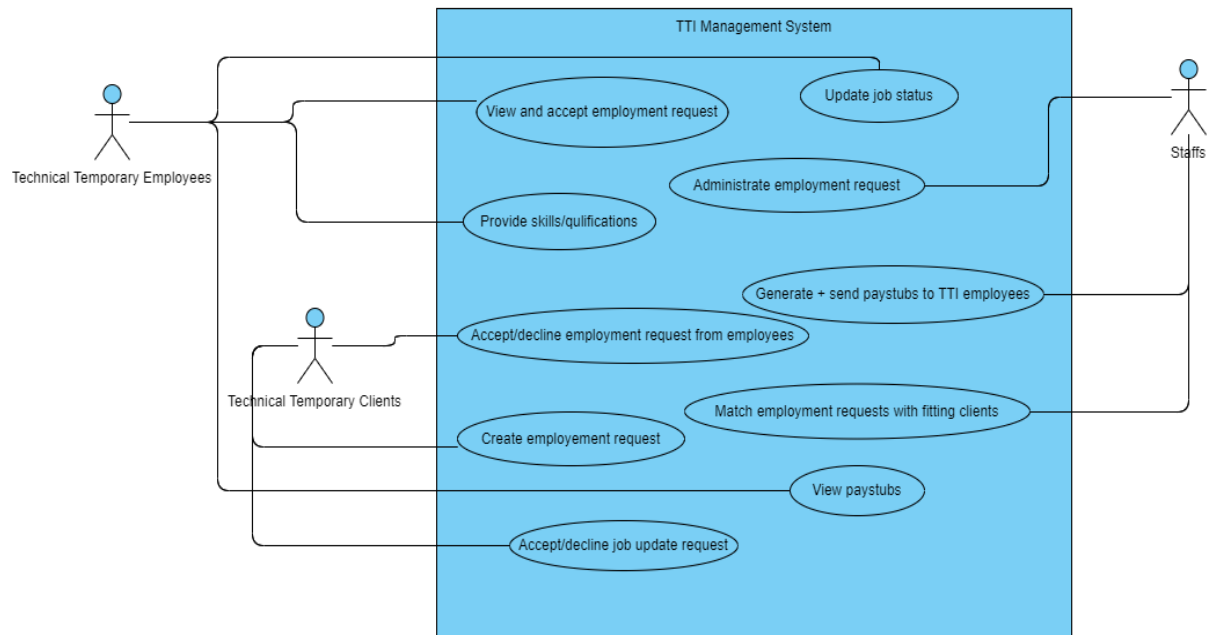 TTI Management System
Update job status
View and accept employment request
Staffs
Technical Temporary Employees
Administrate employment request
Provide skills/qulifications
Generate + send paystubs to TTI employees
Accept/decline employment request from employees
Technical Temporary Clients
Match employment requests with fitting clients
Create employement request
View paystubs
Accept/decline job update request